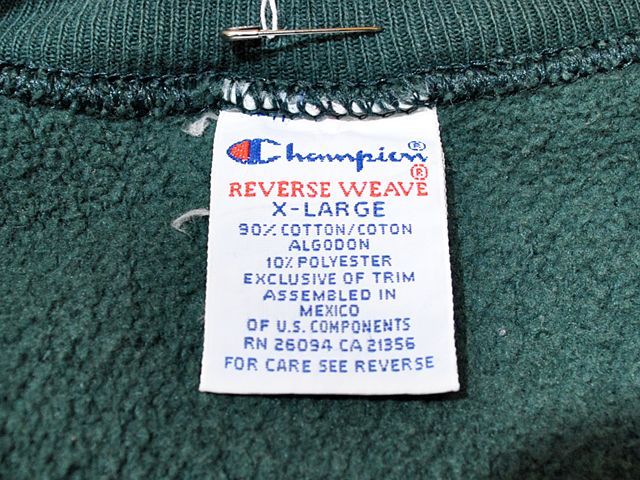 Champion®
REVERSE WEAVE®
X-LARGE
90% COTTON/COTON
ALGODON
10% POLYESTER
EXCLUSIVE OF TRIM
ASSEMBLED IN
MEXICO
OF U.S. COMPONENTS
RN 26094 CA 21356
FOR CARE SEE REVERSE